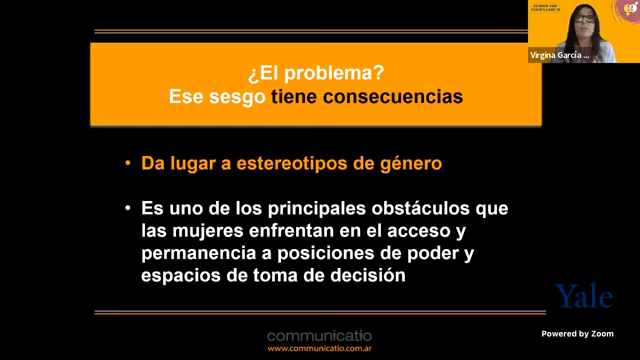 ¿El problema?
Ese sesgo tiene consecuencias
• Da lugar a estereotipos de género
• Es uno de los principales obstáculos que
las mujeres enfrentan en el acceso y
permanencia a posiciones de poder y
espacios de toma de decisión
communicatio
www.communicatio.com.ar
Virgina García ...
Yale
Powered by Zoom